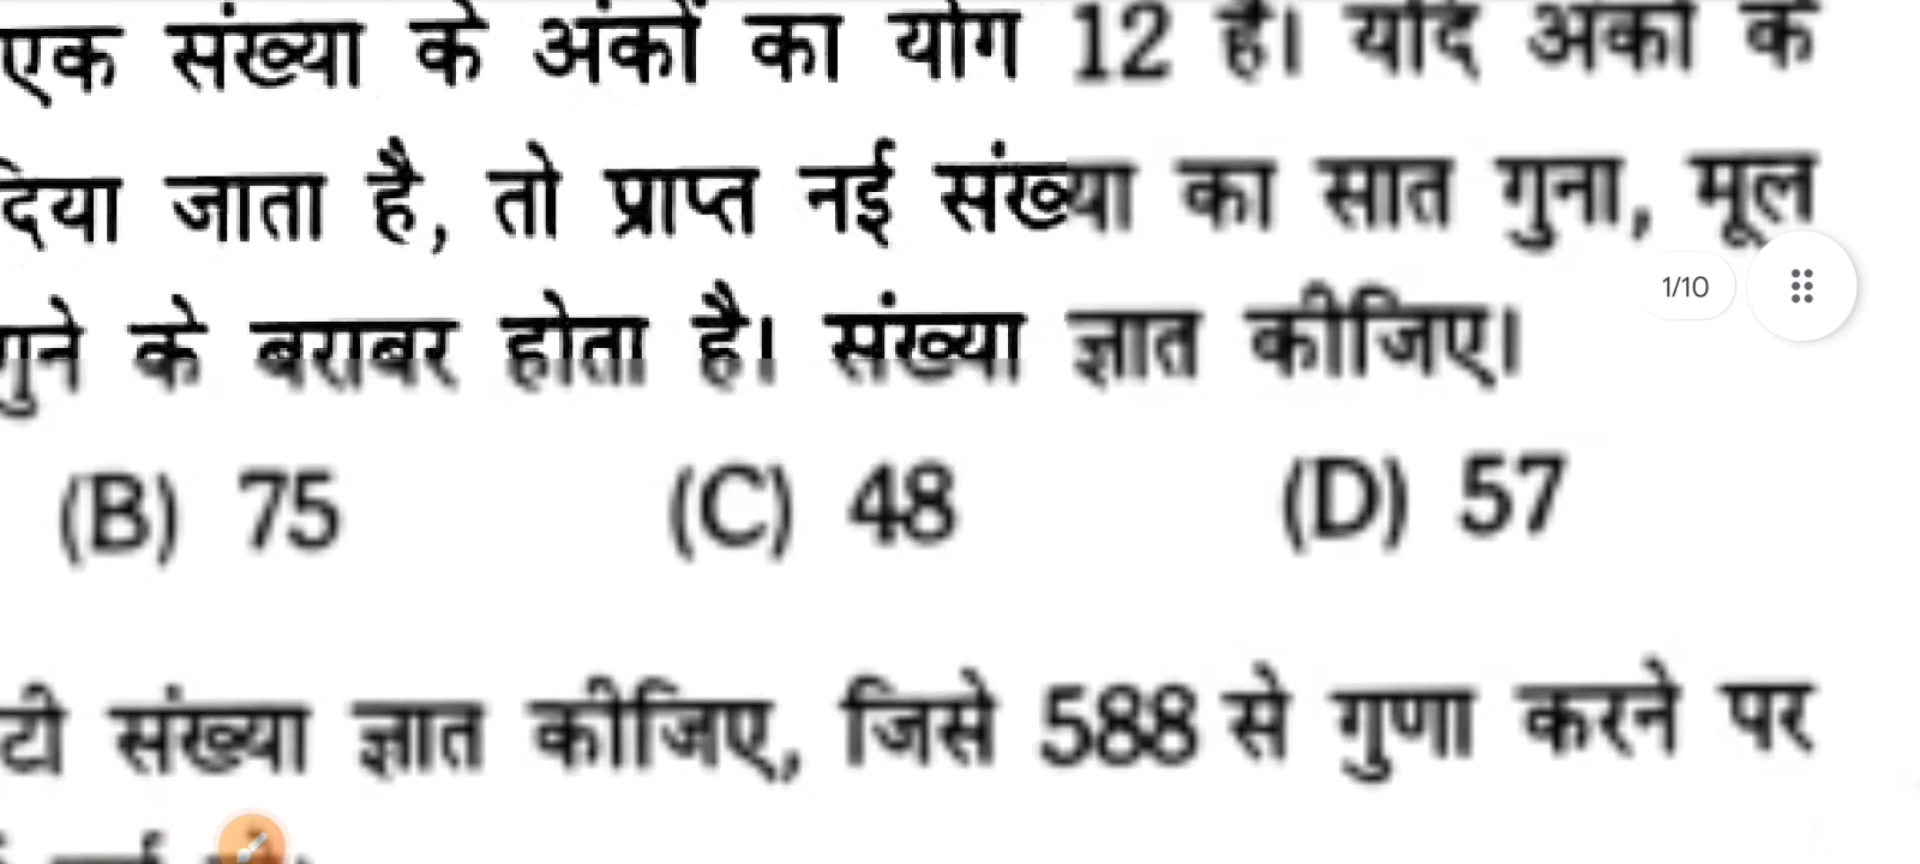 एक संख्या के अंकों का योग 12 है। यदि अंकों के
दिया जाता है, तो प्राप्त नई संख्या का सात गुना, मूल
1/10
गुने के बराबर होता है। संख्या ज्ञात कीजिए।
(B) 75 (C) 48 (D) 57
टी संख्या ज्ञात कीजिए, जिसे 588 से गुणा करने पर